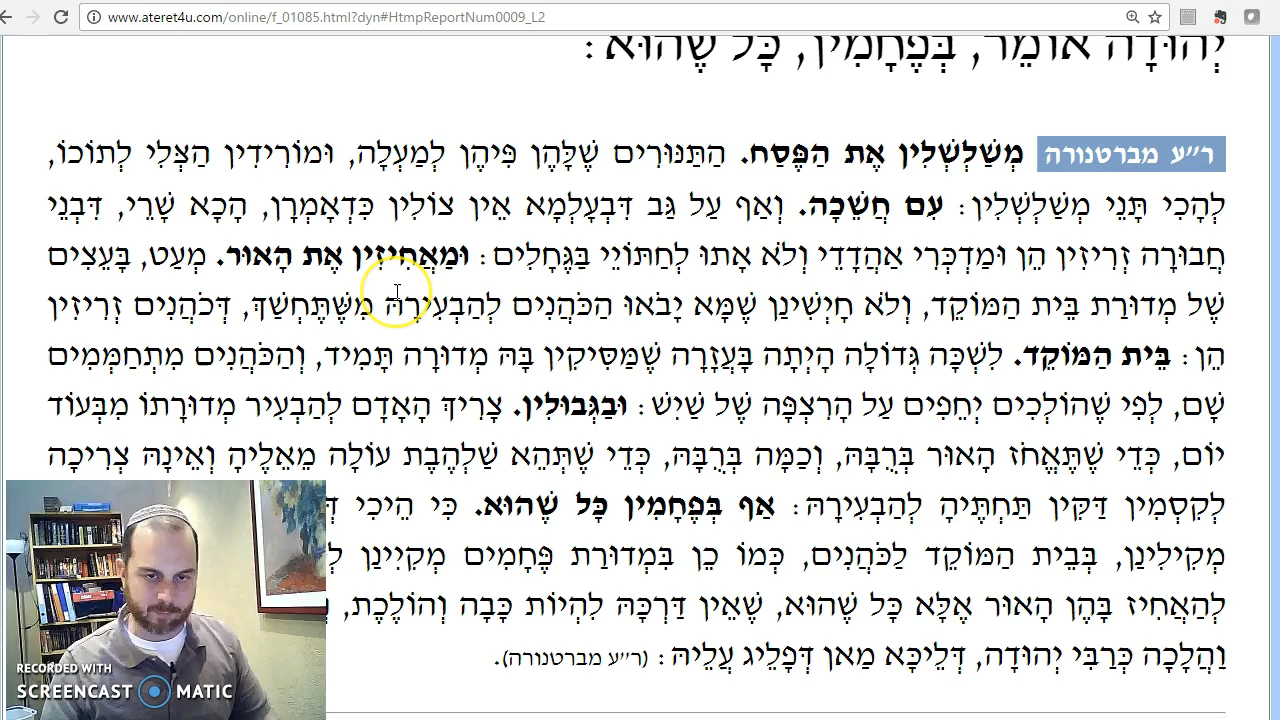 www.ateret4u.com/online/f_01085.html?dyn#HtmpReportNum0009_L2
יְהוּדָה אוֹמֵר, בְּפֶחָמִין, כָּל שֶׁהוּא:
ר״ע מברטנורה מְשַׁלְשְׁלִין אֶת הַפֶּסַח. הַתַּנּוּרִים שֶׁלָּהֶן פִּיהֶן לְמַעְלָה, וּמוֹרִידִין הַצְּלִי לְתוֹכוֹ,
לְהָכִי תָּנֵי מְשַׁלְשְׁלִין: עִם חֲשֵׁכָה. וְאַף עַל גַּב דִּבְעָלְמָא אֵין צוֹלִין כִּדְאָמְרָן, הָכָא שָׁרֵי, דִּבְנֵי
חֲבוּרָה זְרִיזִין הֵן וּמַדְכְּרִי אַהֲדָדֵי וְלֹא אָתוּ לְחַתּוֹיֵי בַּגֶּחָלִים: וּמַאֲחִיזִין אֶת הָאוּר. מְעַט, בָּעֵצִים
שֶׁל מְדוּרַת בֵּית הַמּוֹקֵד, וְלֹא חָיְשִׁינַן שֶׁמָּא יָבֹאוּ הַכֹּהֲנִים לְהַבְעִירָהּ מִשֶּׁתֶּחְשַׁךְ, דְּכֹהֲנִים זְרִיזִין
הֵן: בֵּית הַמּוֹקֵד. לִשְׁכָּה גְּדוֹלָה הָיְתָה בָּעֲזָרָה שֶׁמַּסִּיקִין בָּהּ מְדוּרָה תָּמִיד, וְהַכֹּהֲנִים מִתְחַמְּמִים
שָׁם, לְפִי שֶׁהוֹלְכִים יְחֵפִים עַל הָרִצְפָּה שֶׁל שַׁיִשׁ: וּבַגְּבוּלִין. צָרִיךְ הָאָדָם לְהַבְעִיר מְדוּרָתוֹ מִבְּעוֹד
יוֹם, כְּדֵי שֶׁתֶּאֱחֹז הָאוּר בְּרֻבָּהּ, וְכַמָּה בְּרֻבָּהּ, כְּדֵי שֶׁתְּהֵא שַׁלְהֶבֶת עוֹלָה מֵאֵלֶיהָ וְאֵינָהּ צְרִיכָה
לְקִסְמִין דַּקִּין תַּחְתֶּיהָ לְהַבְעִירָהּ: אַף בְּפֶחָמִין כָּל שֶׁהוּא. כִּי הֵיכִי
מְקִילִינַן, בְּבֵית הַמּוֹקֵד לַכֹּהֲנִים, כְּמוֹ כֵן בִּמְדוּרַת פֶּחָמִים מְקִיְינַן
לְהַאֲחִיז בָּהֶן הָאוּר אֶלָּא כָּל שֶׁהוּא, שֶׁאֵין דַּרְכָּהּ לִהְיוֹת כָּבָה וְהוֹלֶכֶת,
וַהֲלָכָה כְּרַבִּי יְהוּדָה, דְּלֵיכָּא מַאן דְּפָלֵיג עֲלֵיהּ: (ר״ע מברטנורה).
RECORDED WITH
SCREENCAST MATIC